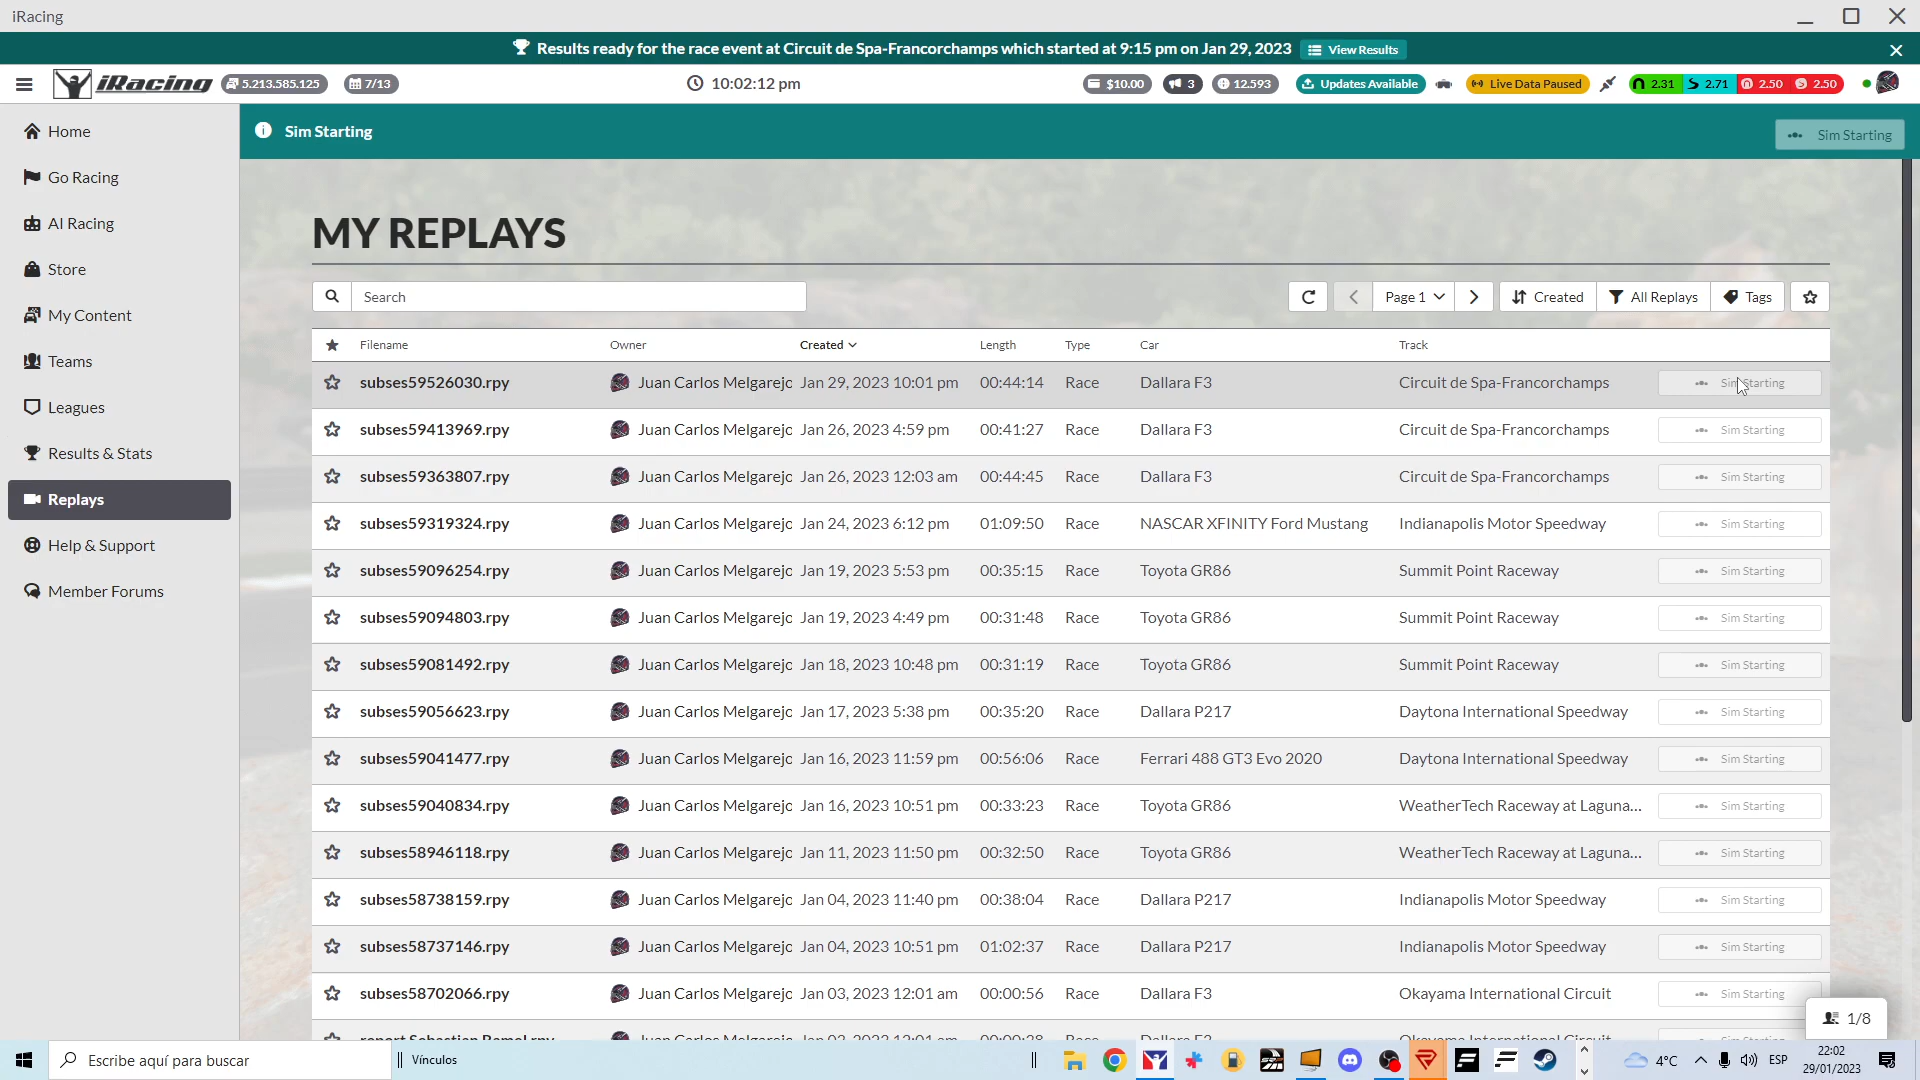 iRacing
Results ready for the race event at Circuit de Spa-Francorchamps which started at 9:15 pm on Jan 29, 2023 View Results
iRacing 5.213.585.125 7/13 10:02:12 pm $10.00 3 12.593 Updates Available Live Data Paused 2.31 2.71 2.50 2.50
Home
Sim Starting Sim Starting
Go Racing
AI Racing
Store
My Content
Teams
Leagues
Results & Stats
Replays
Help & Support
Member Forums
MY REPLAYS
Search Page 1 Created All Replays Tags
Filename Owner Created Length Type Car Track
subses59526030.rpy Juan Carlos Melgarejo Jan 29, 2023 10:01 pm 00:44:14 Race Dallara F3 Circuit de Spa-Francorchamps Sim Starting
subses59413969.rpy Juan Carlos Melgarejo Jan 26, 2023 4:59 pm 00:41:27 Race Dallara F3 Circuit de Spa-Francorchamps Sim Starting
subses59363807.rpy Juan Carlos Melgarejo Jan 26, 2023 12:03 am 00:44:45 Race Dallara F3 Circuit de Spa-Francorchamps Sim Starting
subses59319324.rpy Juan Carlos Melgarejo Jan 24, 2023 6:12 pm 01:09:50 Race NASCAR XFINITY Ford Mustang Indianapolis Motor Speedway Sim Starting
subses59096254.rpy Juan Carlos Melgarejo Jan 19, 2023 5:53 pm 00:35:15 Race Toyota GR86 Summit Point Raceway Sim Starting
subses59094803.rpy Juan Carlos Melgarejo Jan 19, 2023 4:49 pm 00:31:48 Race Toyota GR86 Summit Point Raceway Sim Starting
subses59081492.rpy Juan Carlos Melgarejo Jan 18, 2023 10:48 pm 00:31:19 Race Toyota GR86 Summit Point Raceway Sim Starting
subses59056623.rpy Juan Carlos Melgarejo Jan 17, 2023 5:38 pm 00:35:20 Race Dallara P217 Daytona International Speedway Sim Starting
subses59041477.rpy Juan Carlos Melgarejo Jan 16, 2023 11:59 pm 00:56:06 Race Ferrari 488 GT3 Evo 2020 Daytona International Speedway Sim Starting
subses59040834.rpy Juan Carlos Melgarejo Jan 16, 2023 10:51 pm 00:33:23 Race Toyota GR86 WeatherTech Raceway at Laguna... Sim Starting
subses58946118.rpy Juan Carlos Melgarejo Jan 11, 2023 11:50 pm 00:32:50 Race Toyota GR86 WeatherTech Raceway at Laguna... Sim Starting
subses58738159.rpy Juan Carlos Melgarejo Jan 04, 2023 11:40 pm 00:38:04 Race Dallara P217 Indianapolis Motor Speedway Sim Starting
subses58737146.rpy Juan Carlos Melgarejo Jan 04, 2023 10:51 pm 01:02:37 Race Dallara P217 Indianapolis Motor Speedway Sim Starting
subses58702066.rpy Juan Carlos Melgarejo Jan 03, 2023 12:01 am 00:00:56 Race Dallara F3 Okayama International Circuit Sim Starting
1/8
Escribe aquí para buscar Vínculos 4°C ESP 22:02
29/01/2023